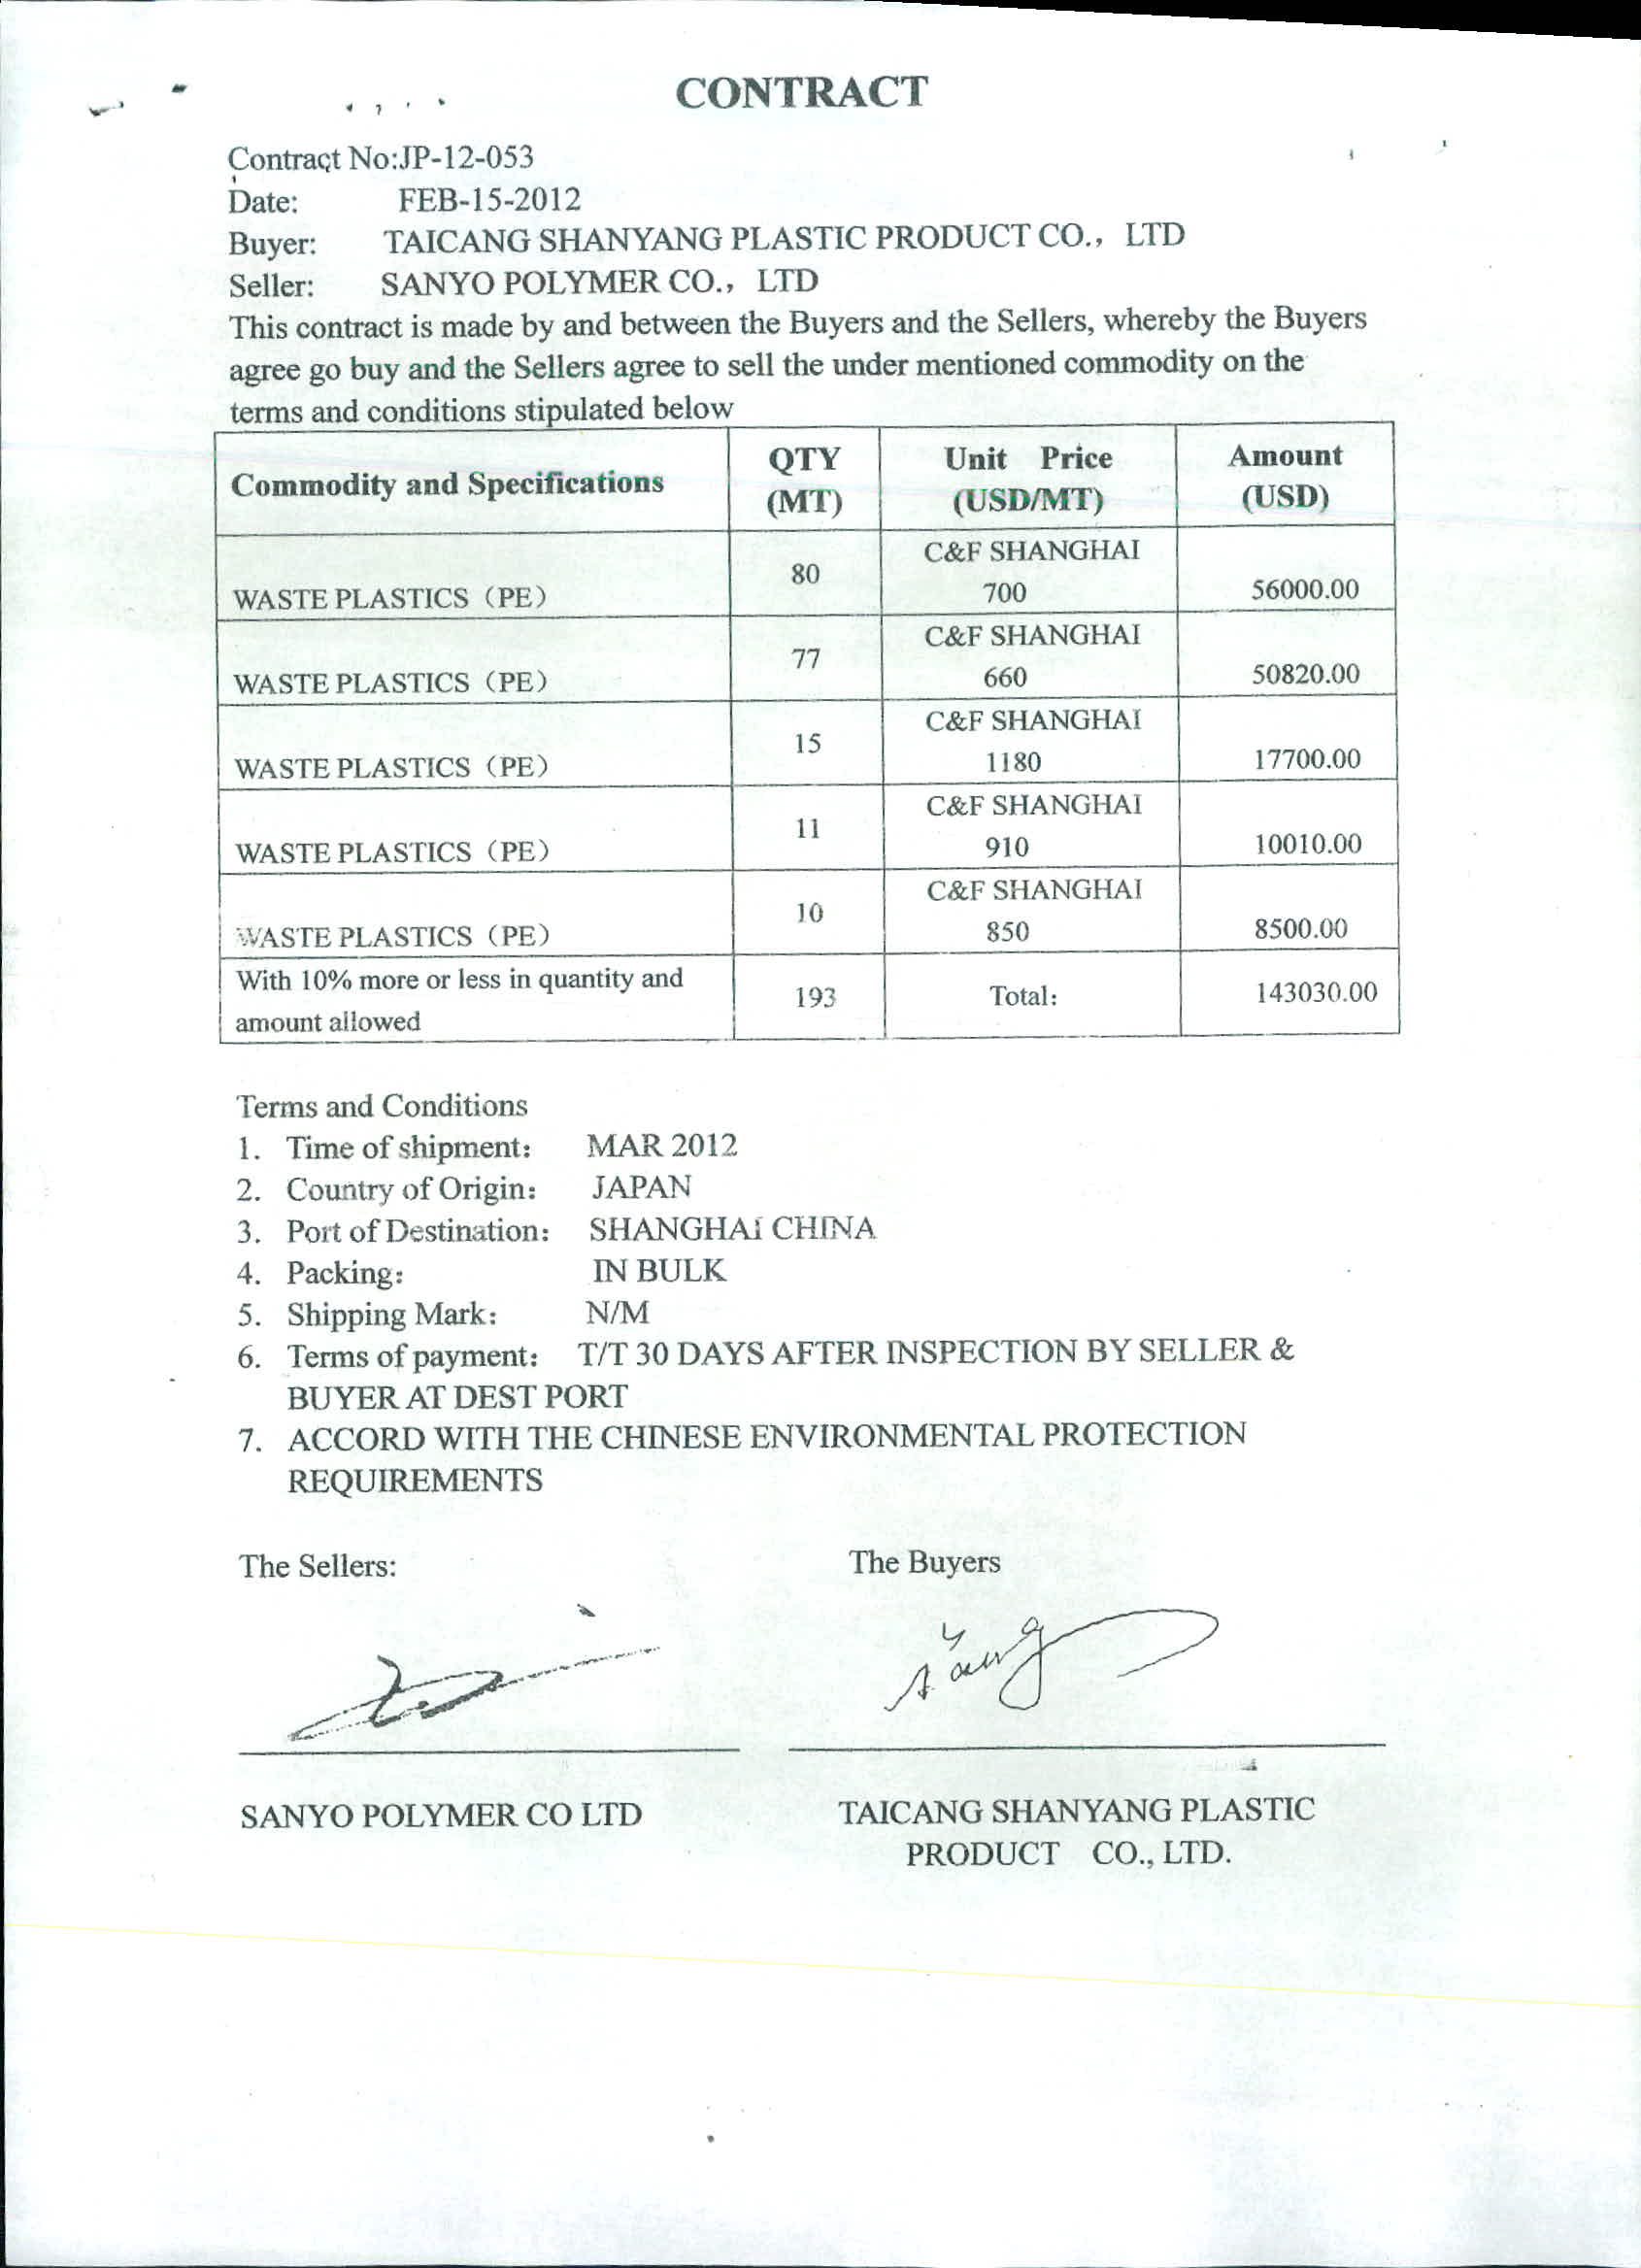 CONTRACT
Contract No:JP-12-053
Date: FEB-15-2012
Buyer: TAICANG SHANYANG PLASTIC PRODUCT CO., LTD
Seller: SANYO POLYMER CO., LTD
This contract is made by and between the Buyers and the Sellers, whereby the Buyers
agree go buy and the Sellers agree to sell the under mentioned commodity on the
terms and conditions stipulated below
Commodity and Specifications QTY (MT) Unit Price (USD/MT) Amount (USD)
WASTE PLASTICS (PE) 80 C&F SHANGHAI 700 56000.00
WASTE PLASTICS (PE) 77 C&F SHANGHAI 660 50820.00
WASTE PLASTICS (PE) 15 C&F SHANGHAI 1180 17700.00
WASTE PLASTICS (PE) 11 C&F SHANGHAI 910 10010.00
WASTE PLASTICS (PE) 10 C&F SHANGHAI 850 8500.00
With 10% more or less in quantity and
amount allowed 193 Total: 143030.00
Terms and Conditions
1. Time of shipment: MAR 2012
2. Country of Origin: JAPAN
3. Port of Destination: SHANGHAI CHINA
4. Packing: IN BULK
5. Shipping Mark: N/M
6. Terms of payment: T/T 30 DAYS AFTER INSPECTION BY SELLER &
BUYER AT DEST PORT
7. ACCORD WITH THE CHINESE ENVIRONMENTAL PROTECTION
REQUIREMENTS
The Sellers: The Buyers
SANYO POLYMER CO LTD TAICANG SHANYANG PLASTIC
PRODUCT CO., LTD.